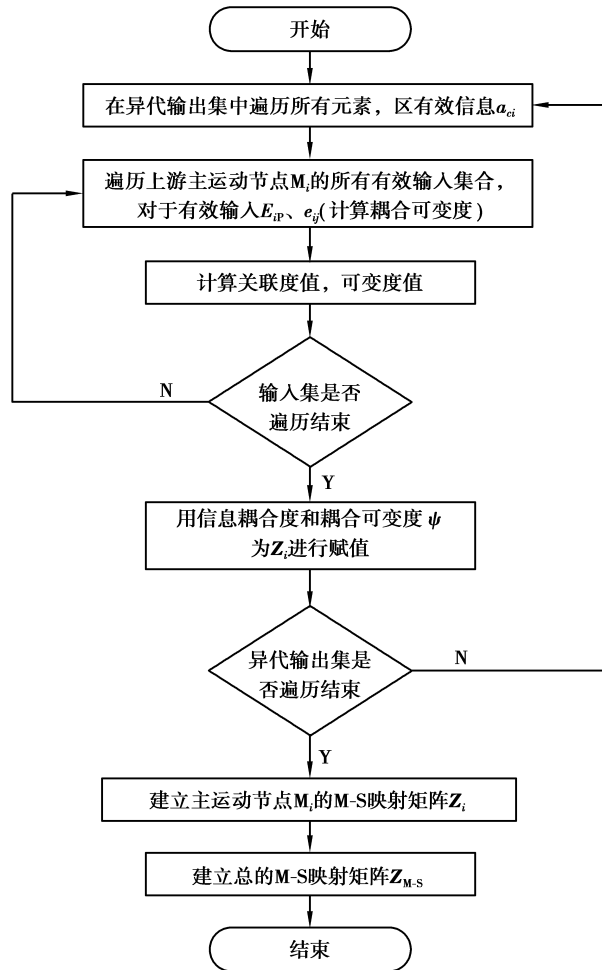 开始
在异代输出集中遍历所有元素，区有效信息a_{ci}
遍历上游主运动节点M_i的所有有效输入集合，
对于有效输入E_{iP}、e_{ij}(计算耦合可变度)
计算关联度值，可变度值
N
输入集是否
遍历结束
Y
用信息耦合度和耦合可变度 ψ
为Z_i进行赋值
异代输出集是
否遍历结束
N
Y
建立主运动节点M_i的M-S映射矩阵Z_i
建立总的M-S映射矩阵Z_{M-S}
结束